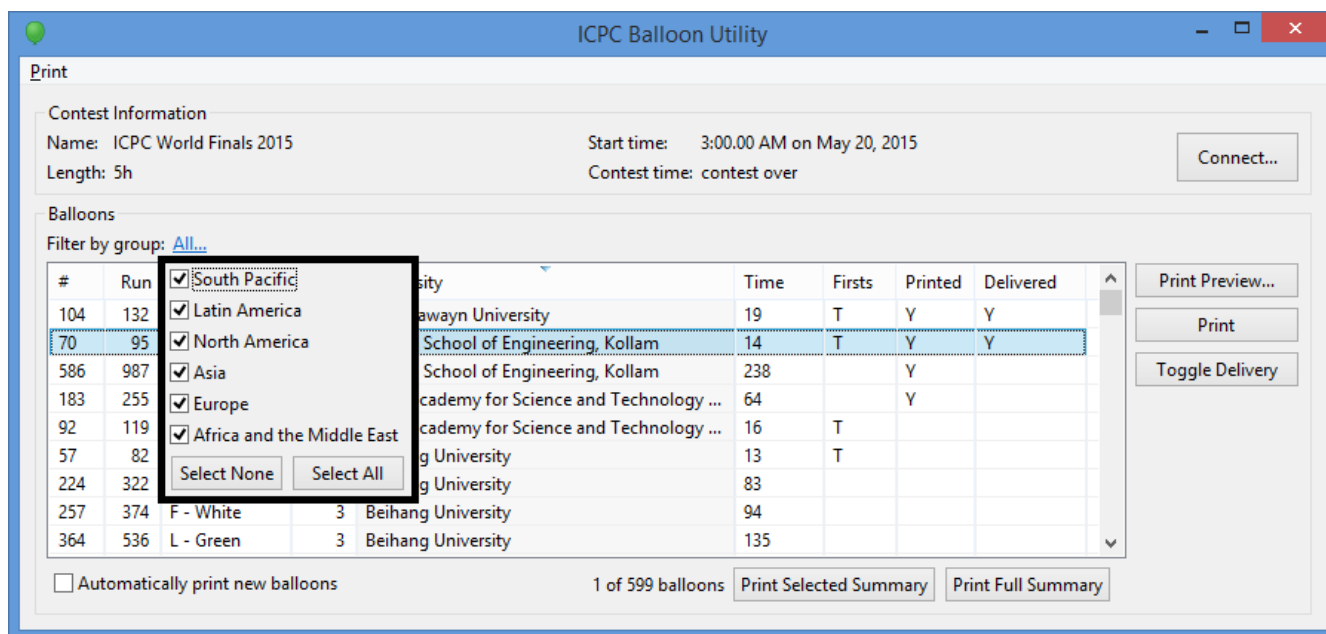 ICPC Balloon Utility
Print
Contest Information
Name: ICPC World Finals 2015 Start time: 3:00.00 AM on May 20, 2015
Connect...
Length: 5h Contest time: contest over
Balloons
Filter by group: All...
# Run sity Time Firsts Printed Delivered
South Pacific
Latin America
North America
Asia
Europe
Africa and the Middle East
Select None Select All
104 132 awayn University 19 T Y Y
70 95 School of Engineering, Kollam 14 T Y Y
586 987 School of Engineering, Kollam 238 Y
183 255 cademy for Science and Technology ... 64 Y
92 119 cademy for Science and Technology ... 16 T
57 82 g University 13 T
224 322 g University 83
257 374 F - White 3 Beihang University 94
364 536 L - Green 3 Beihang University 135
Print Preview...
Print
Toggle Delivery
Automatically print new balloons 1 of 599 balloons Print Selected Summary Print Full Summary